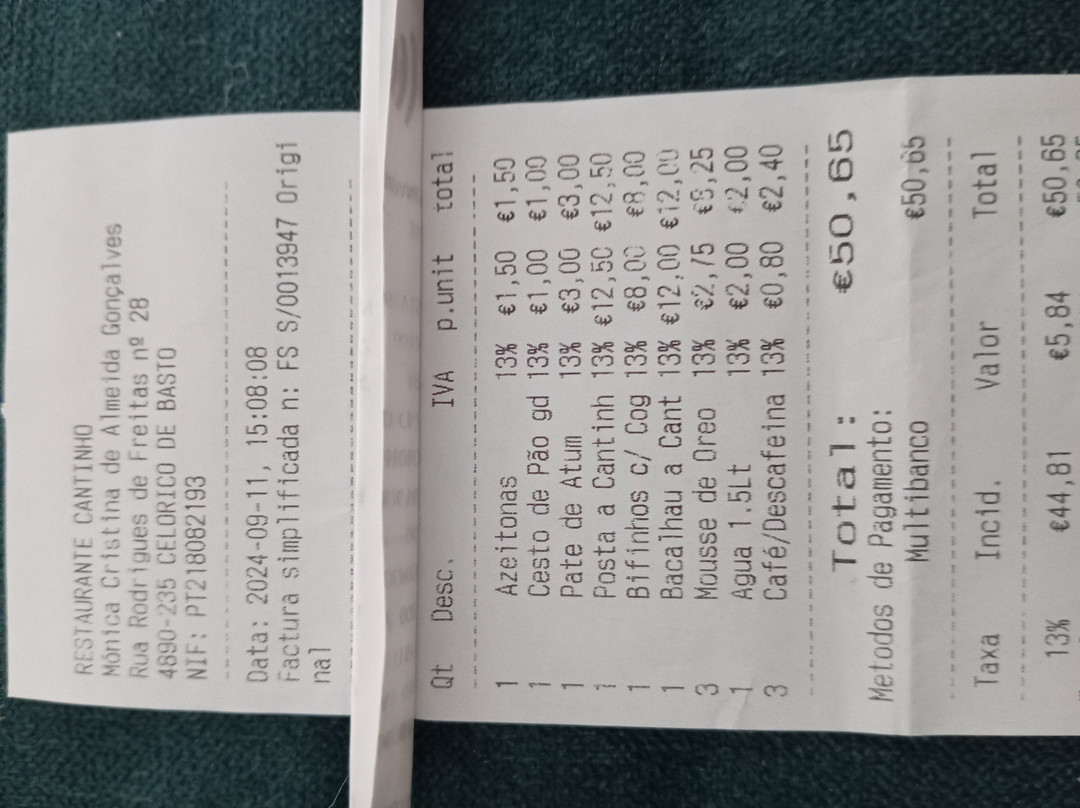 RESTAURANTE CANTINHO
Mónica Cristina de Almeida Gonçalves
Rua Rodrigues de Freitas nº 28
4890-235 CELORICO DE BASTO
NIF: PT218082193
Data: 2024-09-11, 15:08:08
Factura simplificada n: FS S/0013947 Origi
nal
Qt Desc. IVA p.unit total
1 Azeitonas 13% €1,50 €1,50
1 Cesto de Pão gd 13% €1,00 €1,00
1 Pate de Atum 13% €3,00 €3,00
1 Posta a Cantinh 13% €12,50 €12,50
1 Bifinhos c/ Cog 13% €8,00 €8,00
1 Bacalhau a Cant 13% €12,00 €12,00
3 Mousse de Oreo 13% €2,75 €8,25
1 Agua 1.5Lt 13% €2,00 €2,00
3 Café/Descafeina 13% €0,80 €2,40
Total: €50,65
Metodos de Pagamento:
Multibanco €50,65
Taxa Incid. Valor Total
13% €44,81 €5,84 €50,65